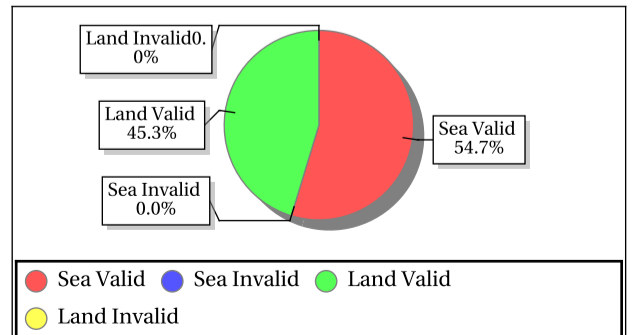 Land Invalid0.
0%
Land Valid
45.3%
Sea Valid
54.7%
Sea Invalid
0.0%
Sea Valid Sea Invalid Land Valid
Land Invalid